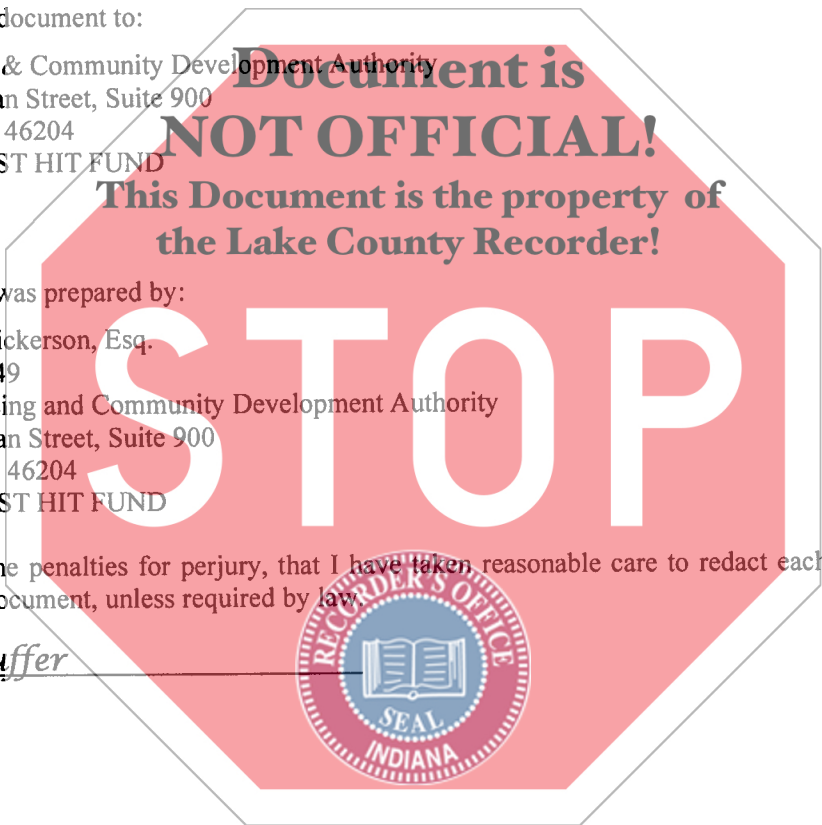 document to:
& Community Development Authority
an Street, Suite 900
46204
ST HIT FUND
Document is
NOT OFFICIAL!
This Document is the property of
the Lake County Recorder!
was prepared by:
ickerson, Esq.
49
ing and Community Development Authority
an Street, Suite 900
46204
ST HIT FUND
STOP
e penalties for perjury, that I have taken reasonable care to redact each
ocument, unless required by law.
uffer
RECORDER'S OFFICE
SEAL
INDIANA